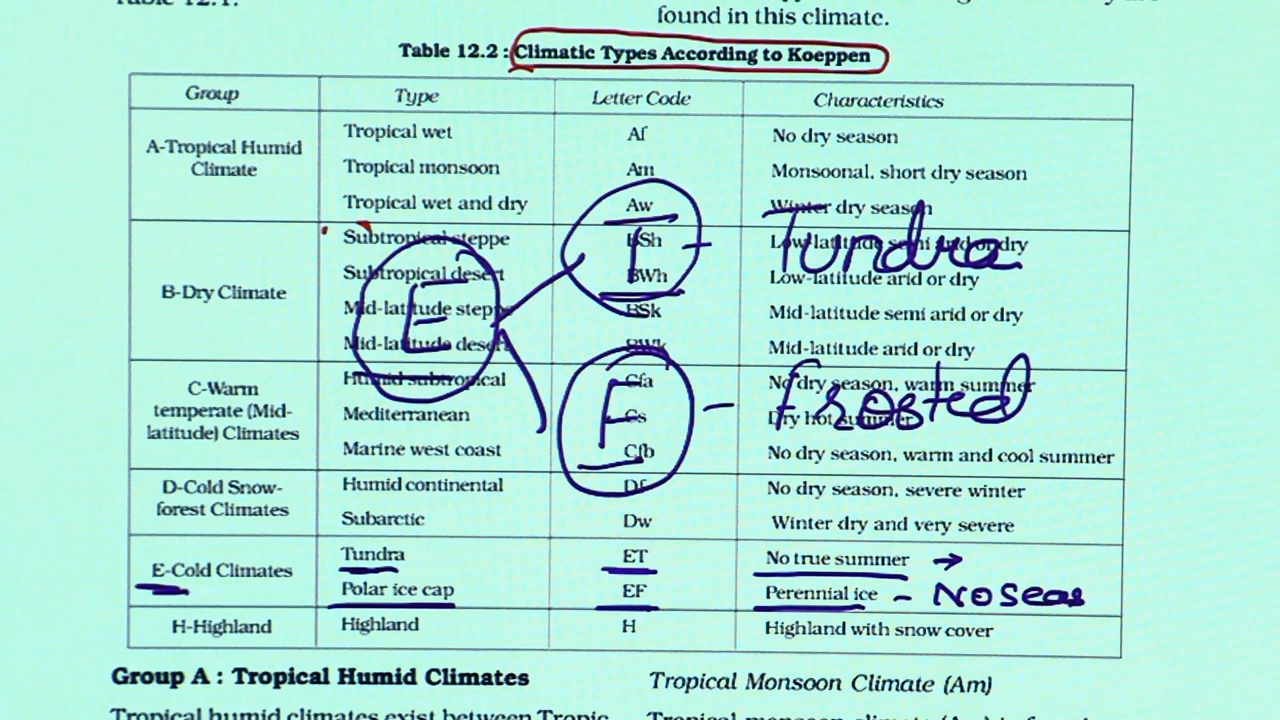 found in this climate.
Table 12.2 : Climatic Types According to Koeppen
Group Type Letter Code Characteristics
A-Tropical Humid Climate
Tropical wet Af No dry season
Tropical monsoon Am Monsoonal, short dry season
Tropical wet and dry Aw Winter dry season
B-Dry Climate
Subtropical steppe BSh Low-latitude semi arid or dry
Subtropical desert BWh Low-latitude arid or dry
Mid-latitude steppe BSk Mid-latitude semi arid or dry
Mid-latitude desert BWk Mid-latitude arid or dry
C-Warm temperate (Mid-latitude) Climates
Humid subtropical Cfa No dry season, warm summer
Mediterranean Cs Dry hot summer
Marine west coast Cfb No dry season, warm and cool summer
D-Cold Snow-forest Climates
Humid continental Df No dry season, severe winter
Subarctic Dw Winter dry and very severe
E-Cold Climates
Tundra ET No true summer →
Polar ice cap EF Perennial ice – No Seas
H-Highland Highland H Highland with snow cover
E
T – Tundra
F – frosted
Group A : Tropical Humid Climates
Tropical Monsoon Climate (Am)
Tropical humid climates exist between Tropic